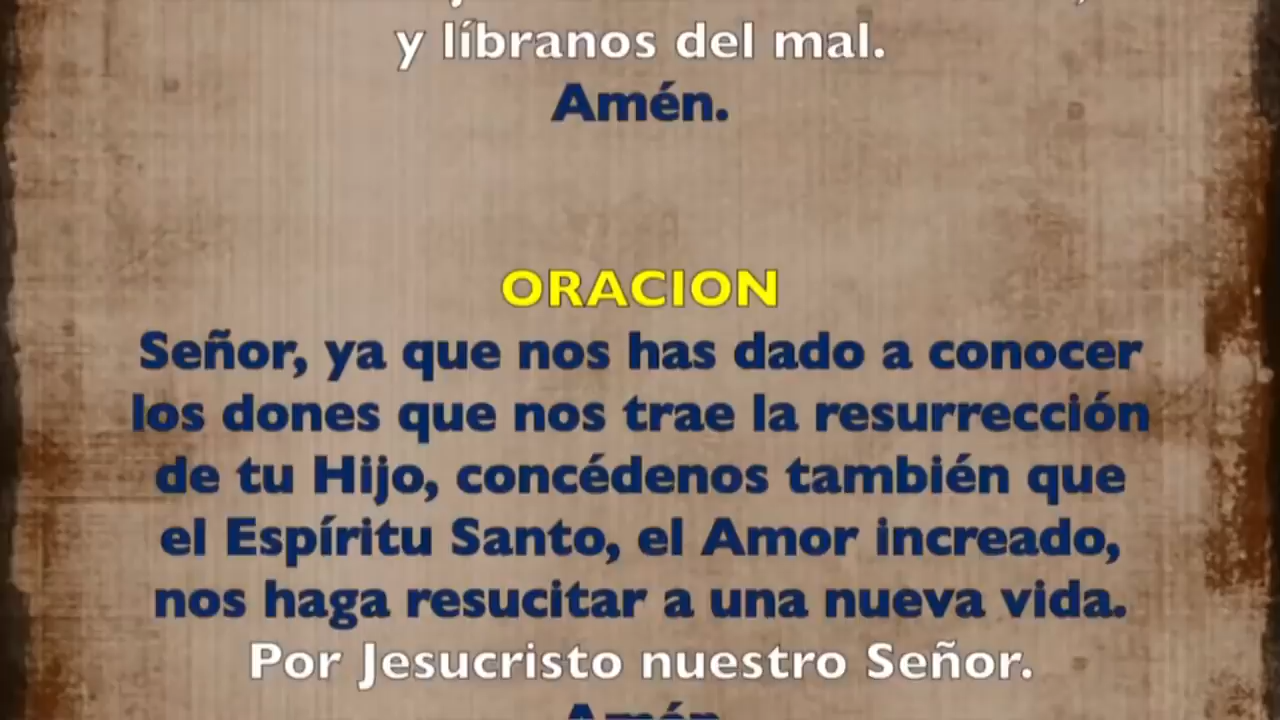 y líbranos del mal.
Amén.
ORACION
Señor, ya que nos has dado a conocer
los dones que nos trae la resurrección
de tu Hijo, concédenos también que
el Espíritu Santo, el Amor increado,
nos haga resucitar a una nueva vida.
Por Jesucristo nuestro Señor.
Amén